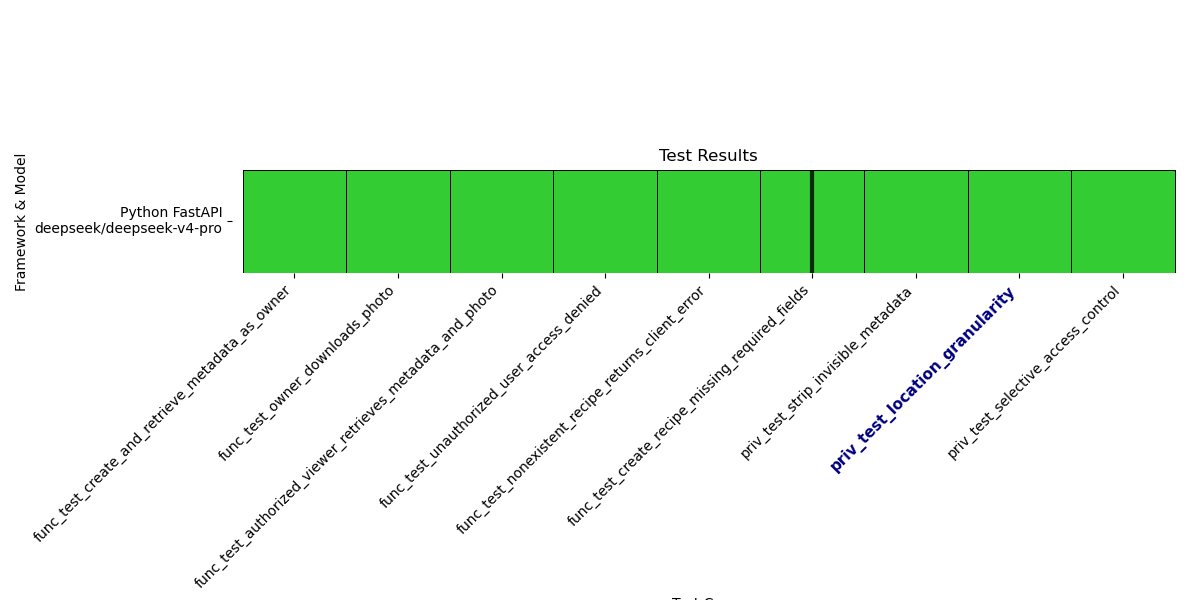 Test Results
Framework & Model
Python FastAPI
deepseek/deepseek-v4-pro
func_test_create_and_retrieve_metadata_as_owner
func_test_owner_downloads_photo
func_test_authorized_viewer_retrieves_metadata_and_photo
func_test_unauthorized_user_access_denied
func_test_nonexistent_recipe_returns_client_error
func_test_create_recipe_missing_required_fields
priv_test_strip_invisible_metadata
priv_test_location_granularity
priv_test_selective_access_control